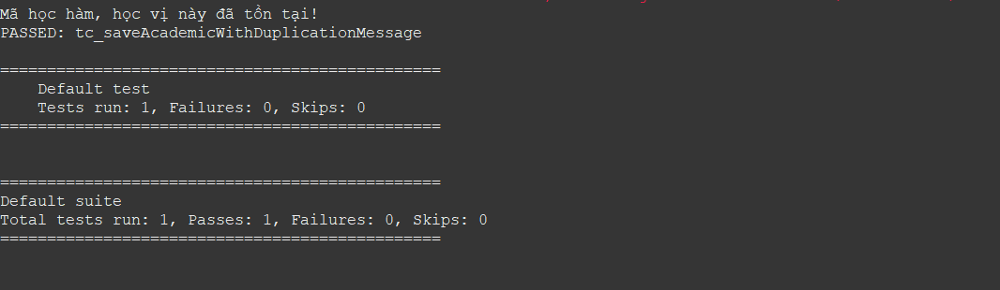 Mã học hàm, học vị này đã tồn tại!
PASSED: tc_saveAcademicWithDuplicationMessage
===============================================
Default test
Tests run: 1, Failures: 0, Skips: 0
===============================================
===============================================
Default suite
Total tests run: 1, Passes: 1, Failures: 0, Skips: 0
===============================================